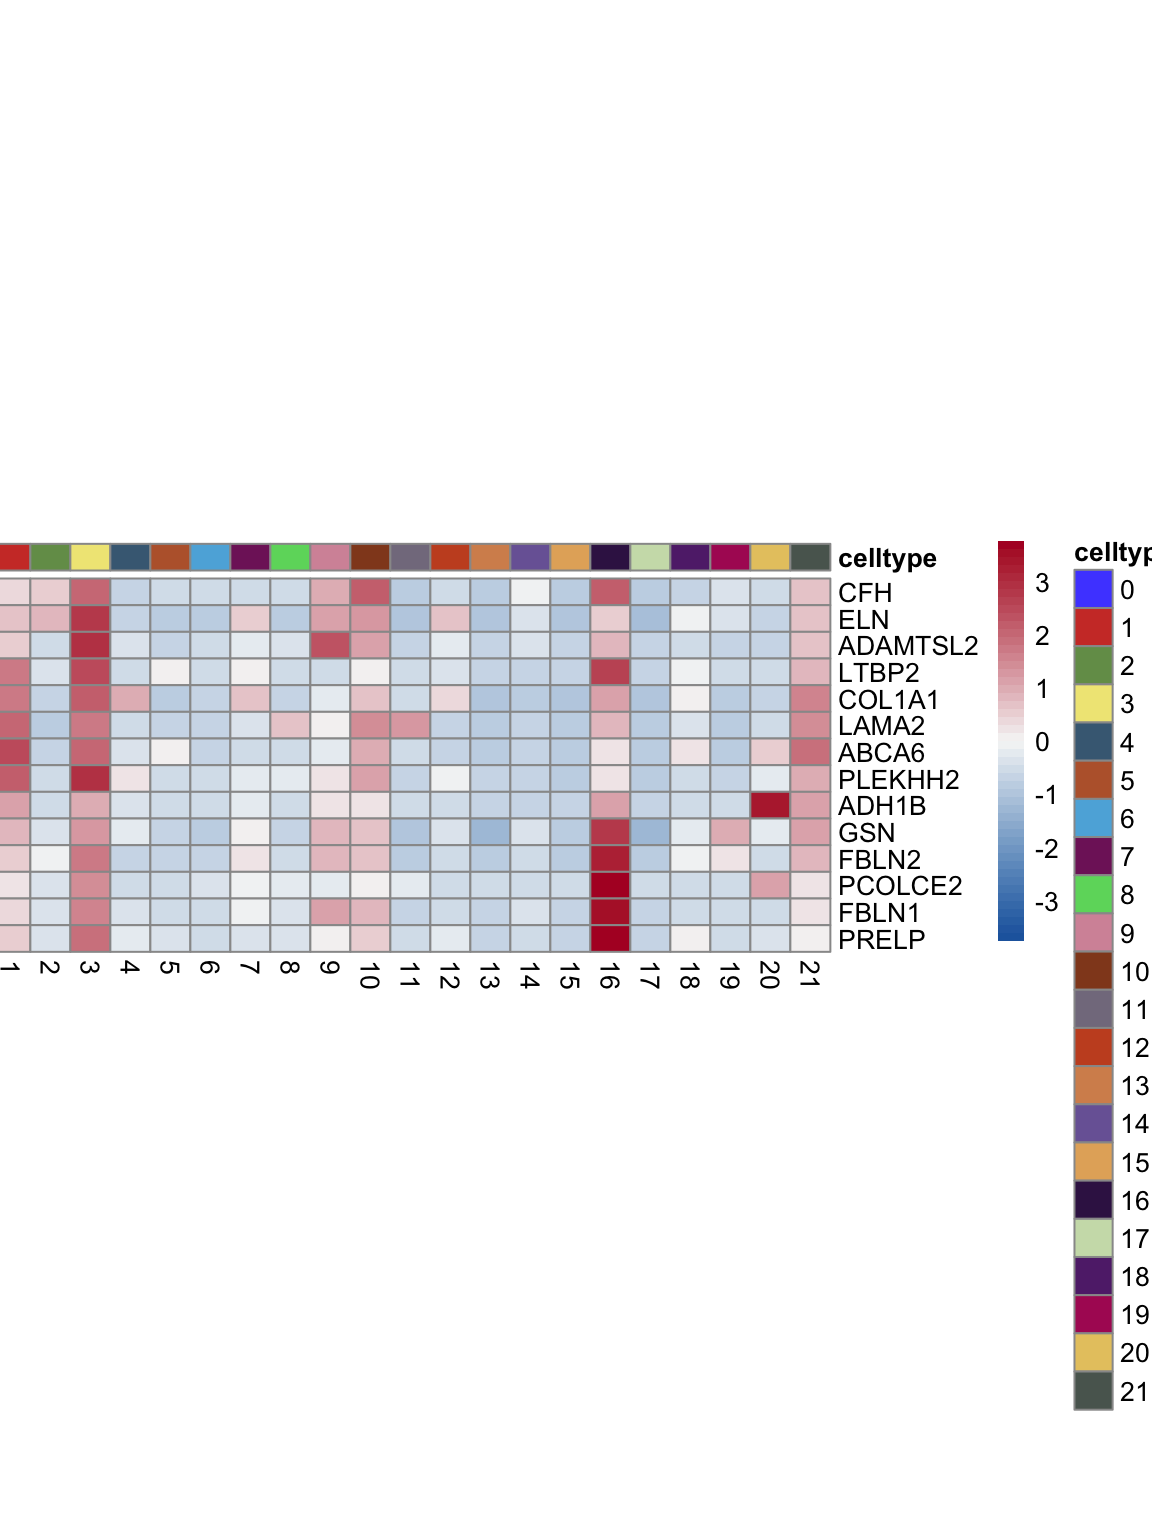 celltype
CFH
ELN
ADAMTSL2
LTBP2
COL1A1
LAMA2
ABCA6
PLEKHH2
ADH1B
GSN
FBLN2
PCOLCE2
FBLN1
PRELP
1 2 3 4 5 6 7 8 9 10 11 12 13 14 15 16 17 18 19 20 21
3
2
1
0
-1
-2
-3
celltyp
0
1
2
3
4
5
6
7
8
9
10
11
12
13
14
15
16
17
18
19
20
21